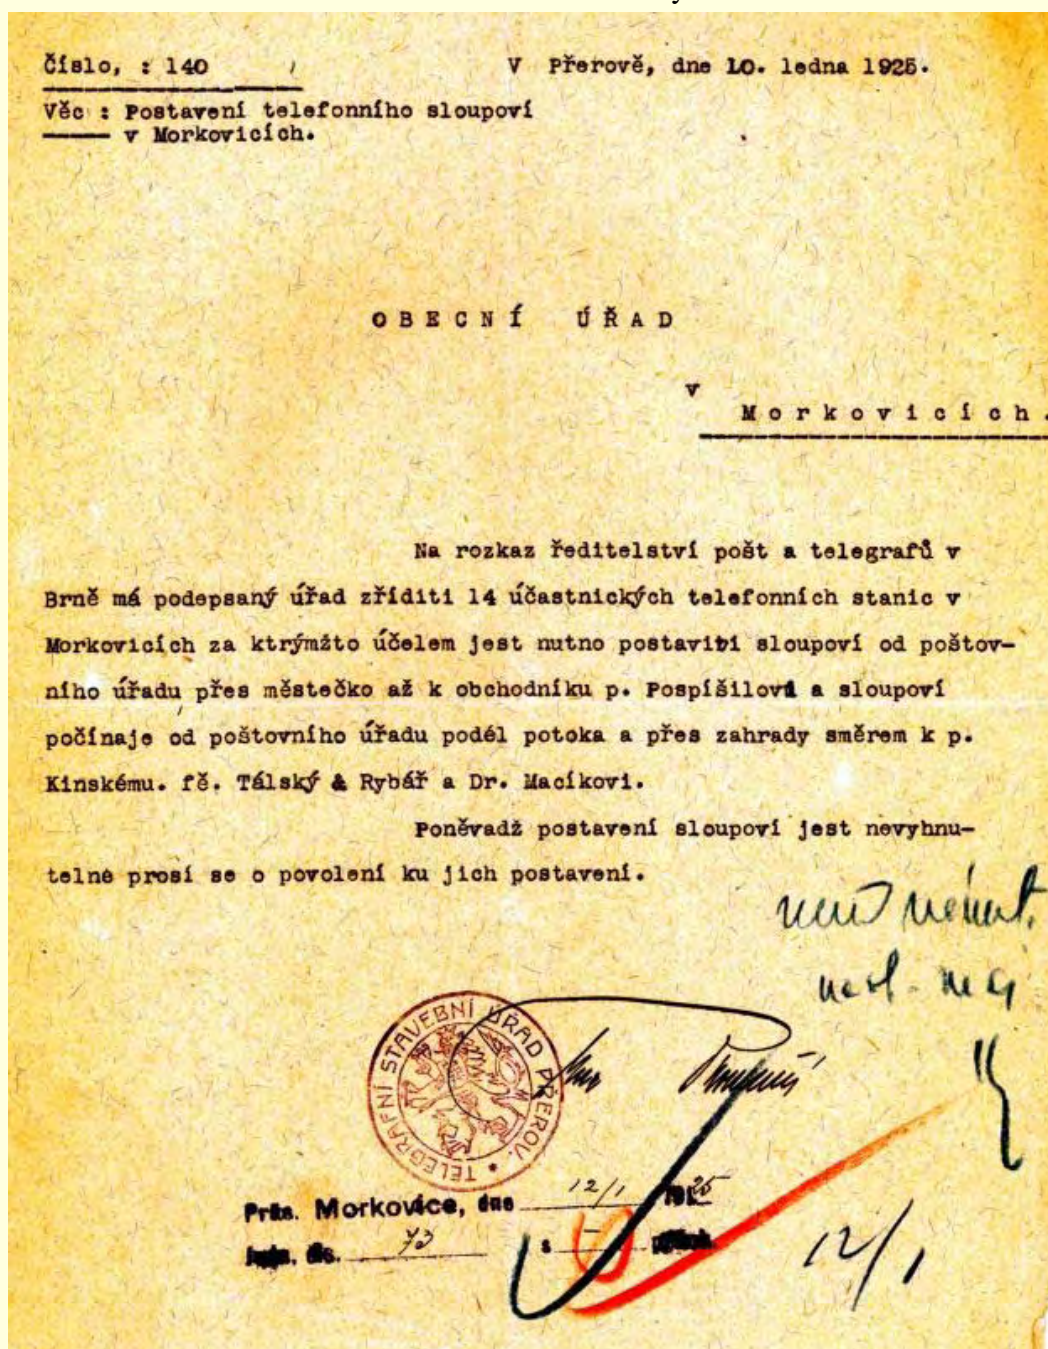 Číslo, : 140
V Přerově, dne 10. ledna 1925.
Věc : Postavení telefonního sloupoví
v Morkovicích.
OBECNÍ ÚŘAD
v
Morkovicích.
Na rozkaz ředitelství pošt a telegrafů v
Brně má podepsaný úřad zříditi 14 účastnických telefonních stanic v
Morkovicích za ktrýmžto účelem jest nutno postaviti sloupoví od poštov-
ního úřadu přes městečko až k obchodníku p. Pospíšilovi a sloupoví
počínaje od poštovního úřadu podél potoka a přes zahrady směrem k p.
Kinskému. fě. Tálský & Rybář a Dr. Macíkovi.
Poněvadž postavení sloupoví jest nevyhnu-
telné prosí se o povolení ku jich postavení.
TELEGRAFNÍ STAVEBNÍ ÚŘAD PŘEROV.
Präs. Morkovice, dne 12/1 25
73 s
12/1